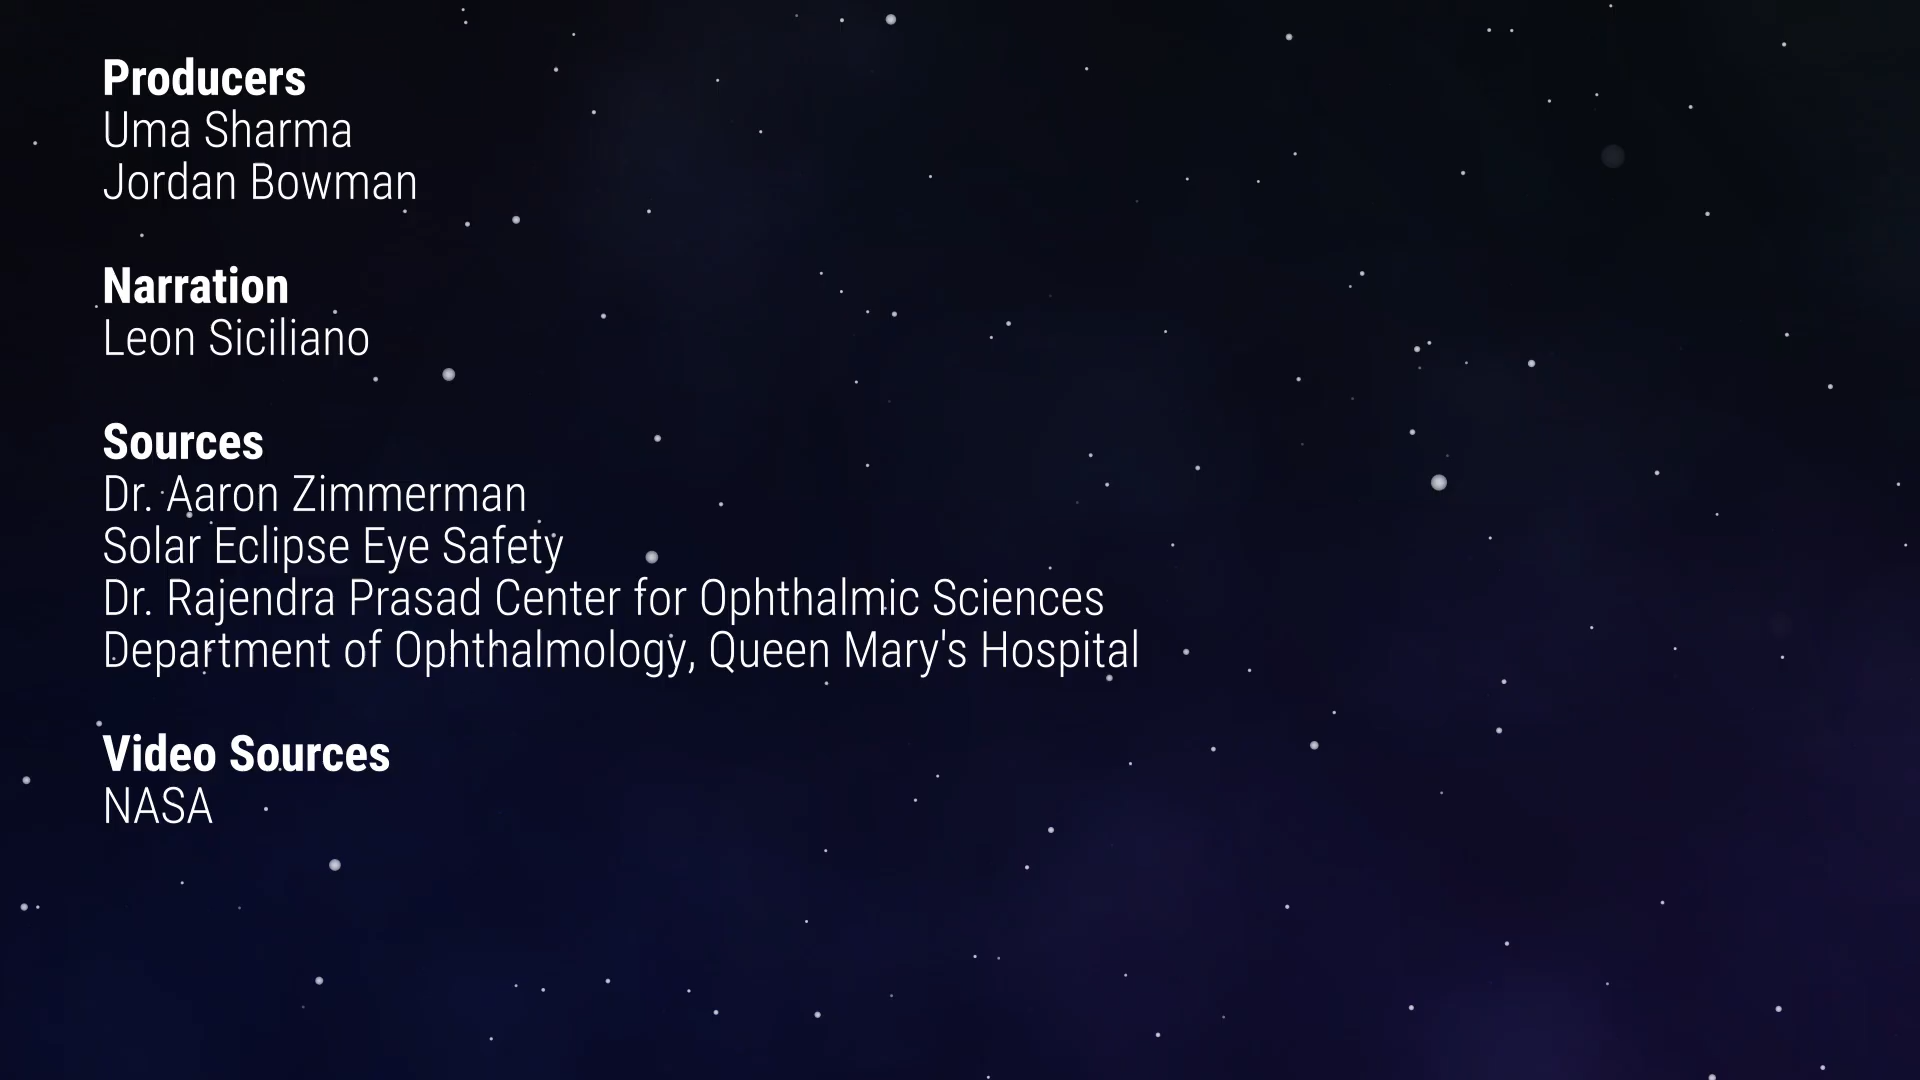 Producers
Uma Sharma
Jordan Bowman
Narration
Leon Siciliano
Sources
Dr. Aaron Zimmerman
Solar Eclipse Eye Safety
Dr. Rajendra Prasad Center for Ophthalmic Sciences
Department of Ophthalmology, Queen Mary's Hospital
Video Sources
NASA